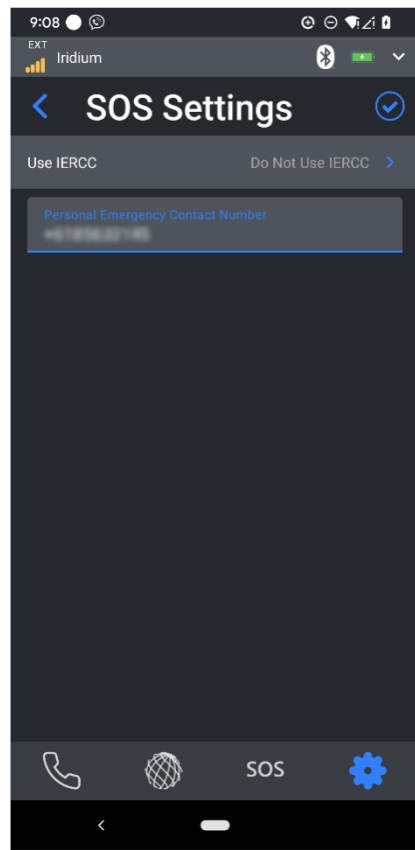 9:08
EXT
Iridium
SOS Settings
Use IERCC
Do Not Use IERCC
Personal Emergency Contact Number
SOS